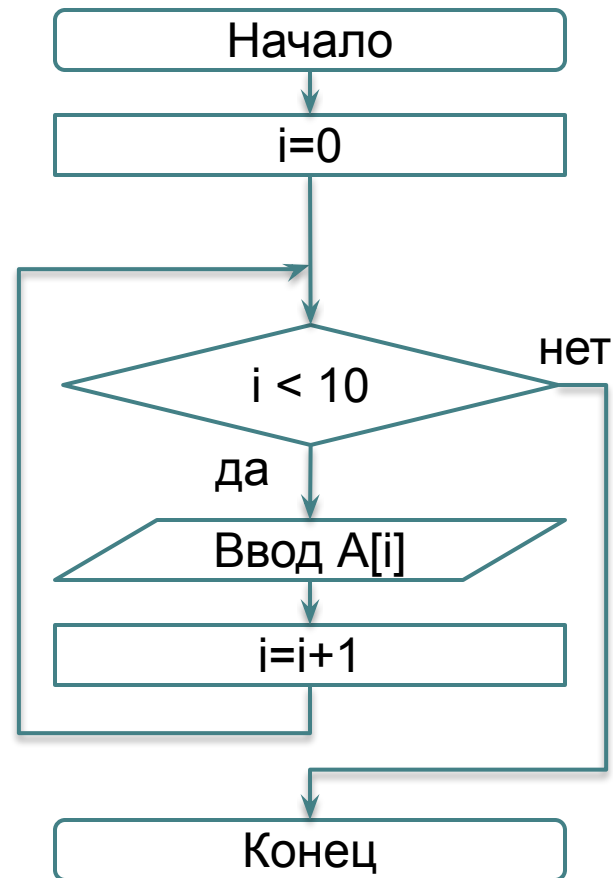 Начало
i=0
i < 10
нет
да
Ввод A[i]
i=i+1
Конец